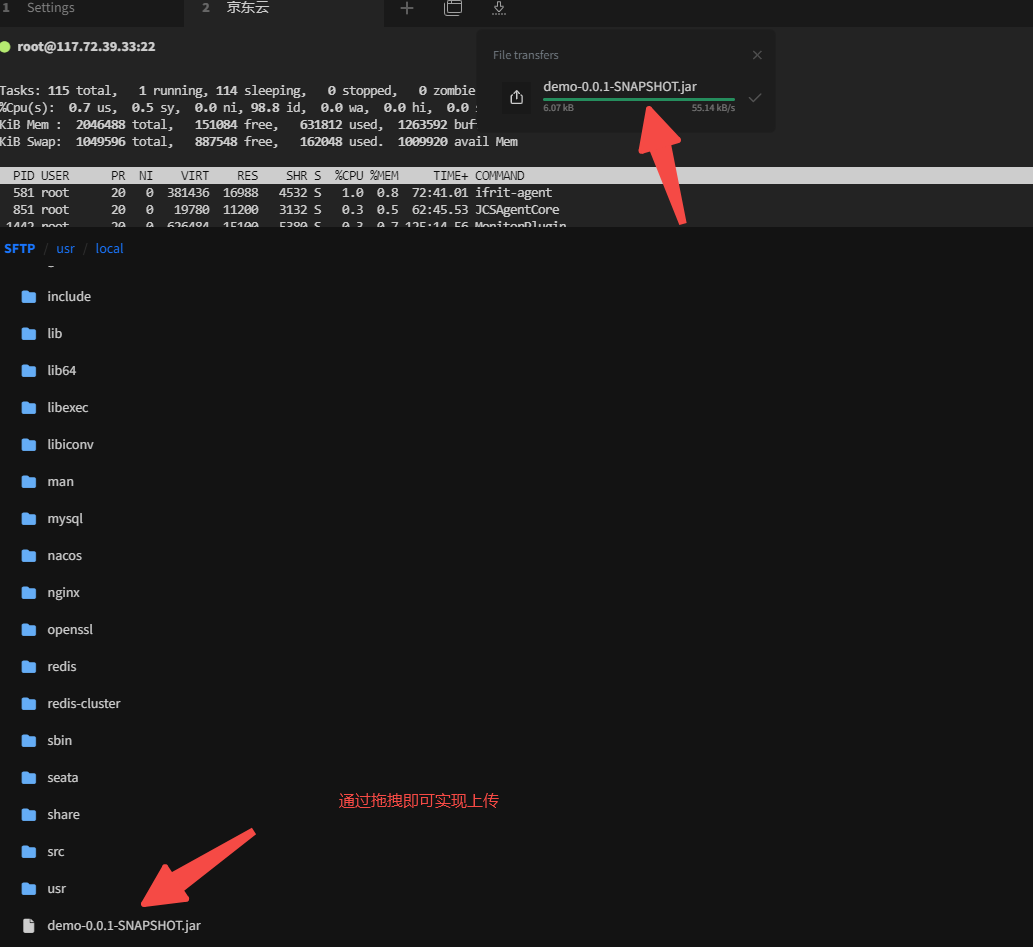 1 Settings 2 京东云
root@117.72.39.33:22
File transfers
demo-0.0.1-SNAPSHOT.jar
6.07 kB 55.14 kB/s
Tasks: 115 total, 1 running, 114 sleeping, 0 stopped, 0 zombie
%Cpu(s): 0.7 us, 0.5 sy, 0.0 ni, 98.8 id, 0.0 wa, 0.0 hi, 0.0
KiB Mem : 2046488 total, 151084 free, 631812 used, 1263592 buf
KiB Swap: 1049596 total, 887548 free, 162048 used. 1009920 avail Mem
PID USER PR NI VIRT RES SHR S %CPU %MEM TIME+ COMMAND
581 root 20 0 381436 16988 4532 S 1.0 0.8 72:41.01 ifrit-agent
851 root 20 0 19780 11200 3132 S 0.3 0.5 62:45.53 JCSAgentCore
1442 root 20 0 626484 15100 5380 S 0.3 0.7 125:14.56 MonitorPlugin
SFTP / usr / local
include
lib
lib64
libexec
libiconv
man
mysql
nacos
nginx
openssl
redis
redis-cluster
sbin
seata
share
通过拖拽即可实现上传
src
usr
demo-0.0.1-SNAPSHOT.jar